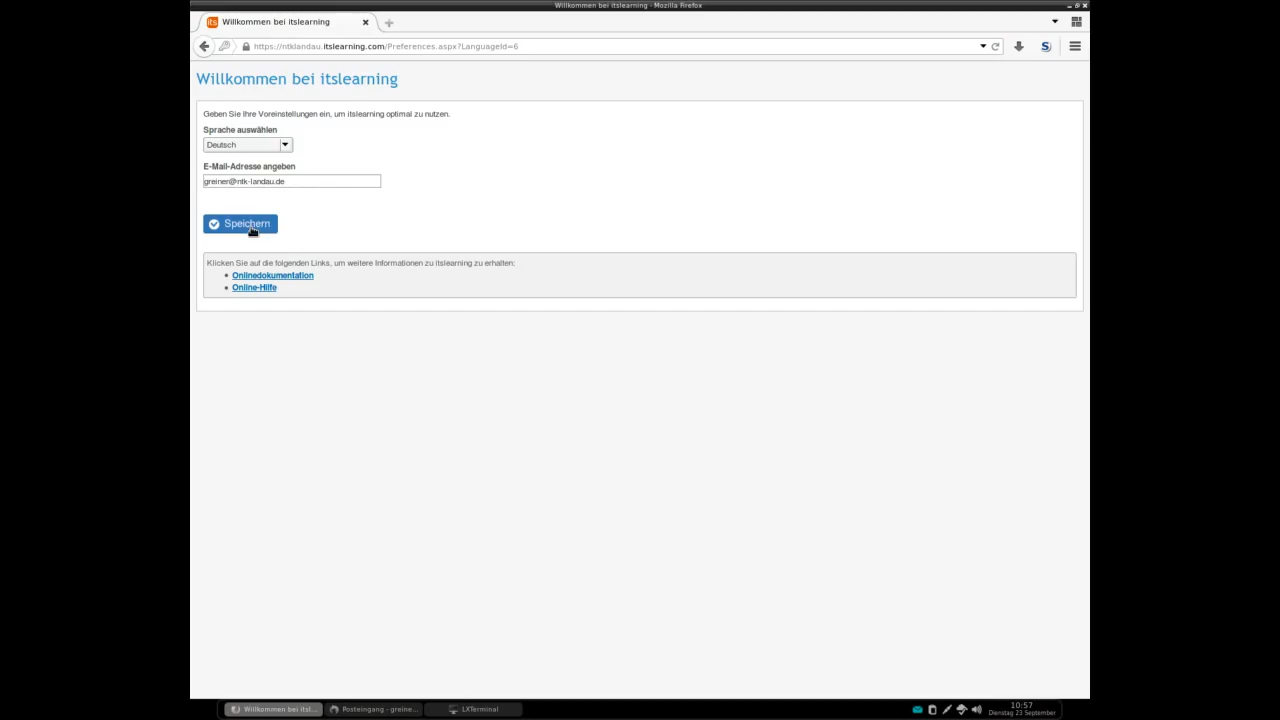 Willkommen bei itslearning - Mozilla Firefox
its Willkommen bei itslearning
https://ntklandau.itslearning.com/Preferences.aspx?LanguageId=6
Willkommen bei itslearning
Geben Sie Ihre Voreinstellungen ein, um itslearning optimal zu nutzen.
Sprache auswählen
Deutsch
E-Mail-Adresse angeben
greiner@ntk-landau.de
Speichern
Klicken Sie auf die folgenden Links, um weitere Informationen zu itslearning zu erhalten:
• Onlinedokumentation
• Online-Hilfe
Willkommen bei itsl... Posteingang - greine... LXTerminal
10:57
Dienstag 23 September